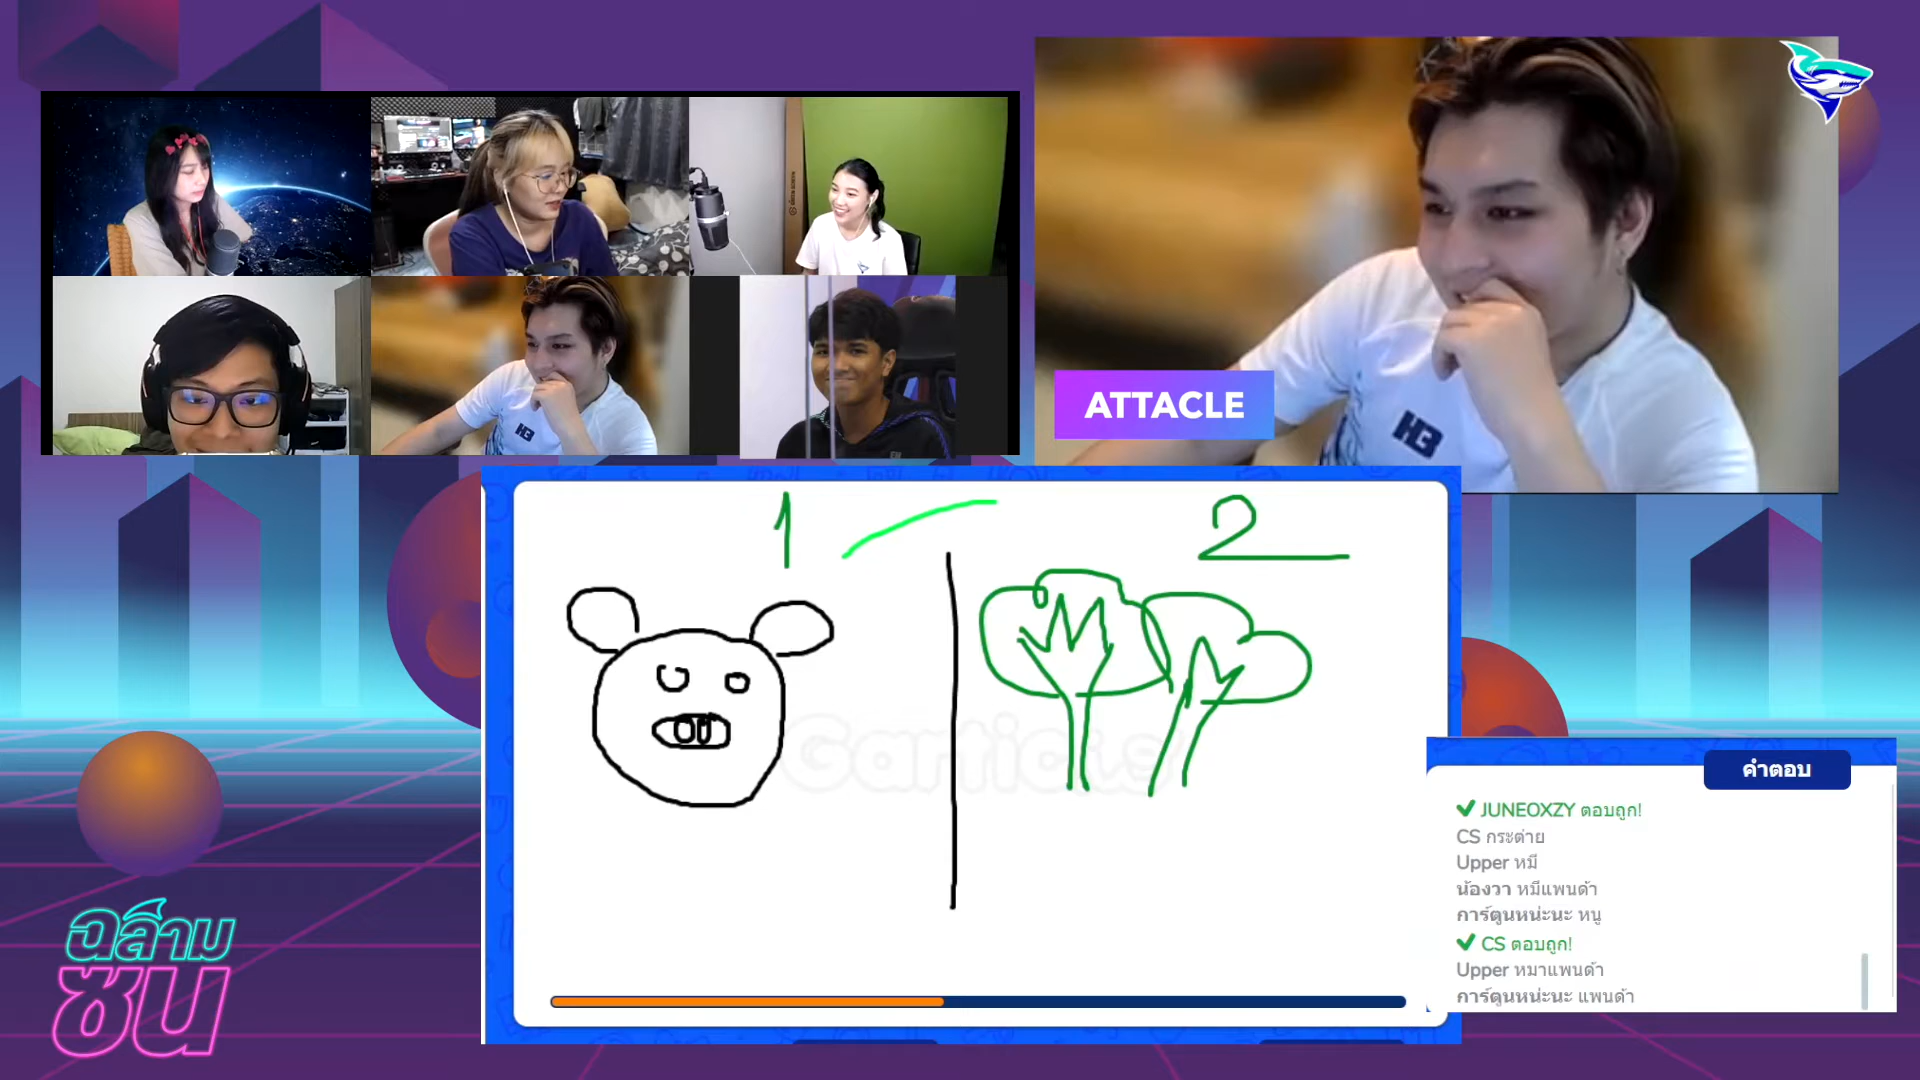 H3
H3
ATTACLE
1
2
Gartic.is
คำตอบ
✔ JUNEOXZY ตอบถูก!
CS กระต่าย
Upper หมี
น้องวา หมีแพนด้า
การ์ตูนหน่ะนะ หนู
✔ CS ตอบถูก!
Upper หมาแพนด้า
การ์ตูนหน่ะนะ แพนด้า
ฉลาม
ชน